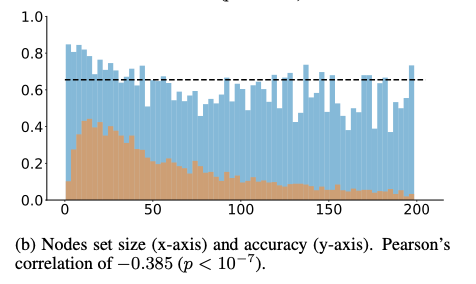 1.0
0.8
0.6
0.4
0.2
0.0
0 50 100 150 200
(b) Nodes set size (x-axis) and accuracy (y-axis). Pearson's
correlation of −0.385 (p < 10⁻⁷).